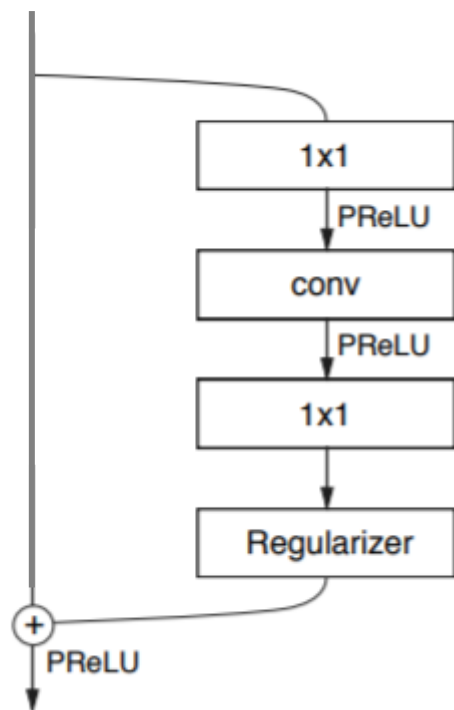 1x1
PReLU
conv
PReLU
1x1
Regularizer
+
PReLU